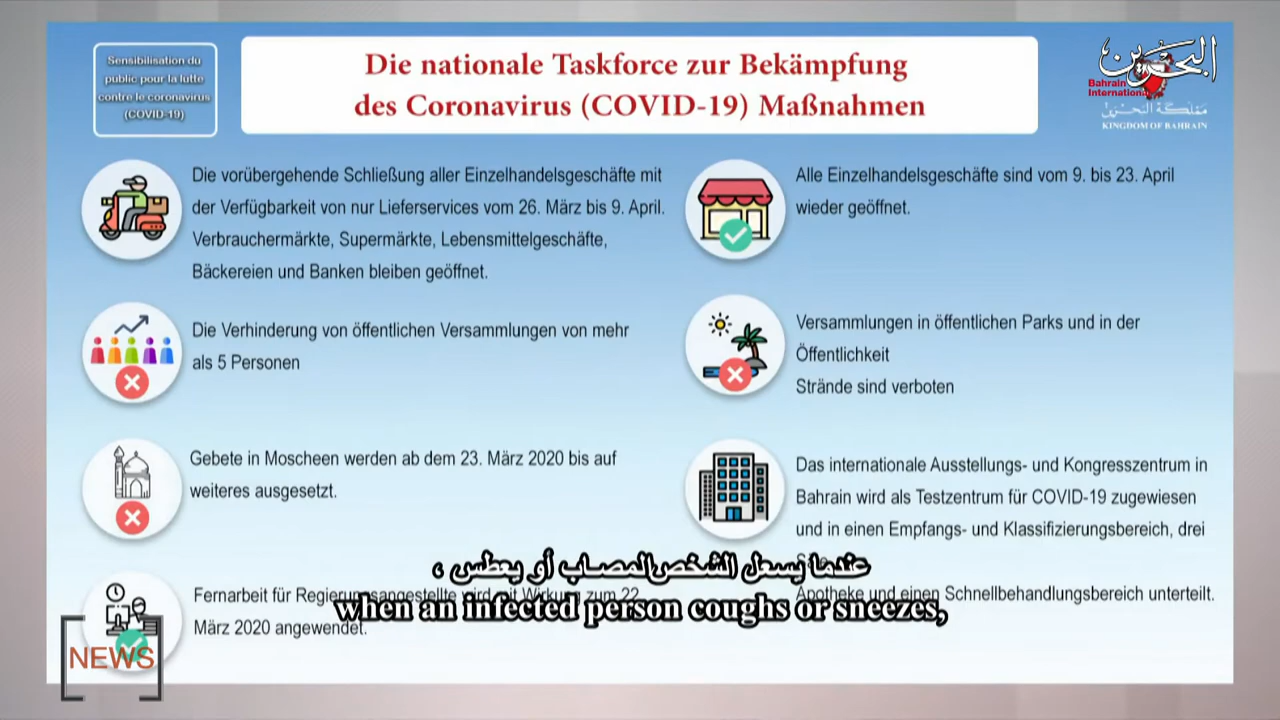 Sensibilisation du
public pour la lutte
contre le coronavirus
(COVID-19)
Die nationale Taskforce zur Bekämpfung
des Coronavirus (COVID-19) Maßnahmen
البحرين
Bahrain
International
مملكة البحرين
KINGDOM OF BAHRAIN
Die vorübergehende Schließung aller Einzelhandelsgeschäfte mit
der Verfügbarkeit von nur Lieferservices vom 26. März bis 9. April.
Verbrauchermärkte, Supermärkte, Lebensmittelgeschäfte,
Bäckereien und Banken bleiben geöffnet.
Alle Einzelhandelsgeschäfte sind vom 9. bis 23. April
wieder geöffnet.
Die Verhinderung von öffentlichen Versammlungen von mehr
als 5 Personen
Versammlungen in öffentlichen Parks und in der
Öffentlichkeit
Strände sind verboten
Gebete in Moscheen werden ab dem 23. März 2020 bis auf
weiteres ausgesetzt.
Das internationale Ausstellungs- und Kongresszentrum in
Bahrain wird als Testzentrum für COVID-19 zugewiesen
und in einen Empfangs- und Klassifizierungsbereich, drei
Apotheke und einen Schnellbehandlungsbereich unterteilt.
Fernarbeit für Regierungsangestellte wird mit Wirkung zum 22.
März 2020 angewendet.
عندما يسعل الشخص المصاب أو يعطس ،
when an infected person coughs or sneezes,
NEWS